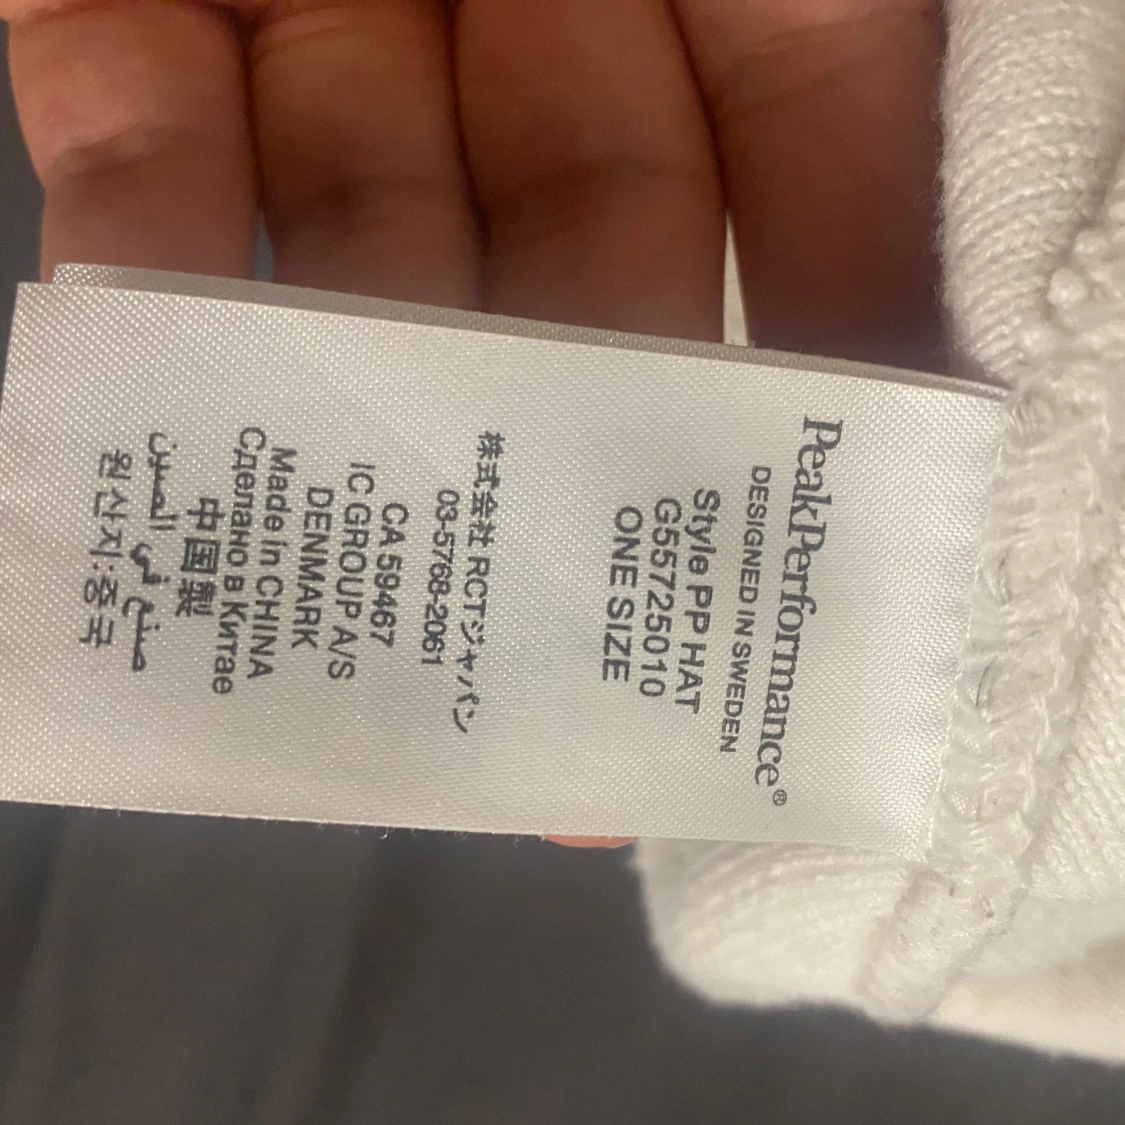 PeakPerformance®
DESIGNED IN SWEDEN
Style PP HAT
G55725010
ONE SIZE
株式会社 RCTジャパン
03-5768-2061
CA 59467
IC GROUP A/S
DENMARK
Made in CHINA
Сделано в Китае
中国製
صنع في الصين
원산지:중국